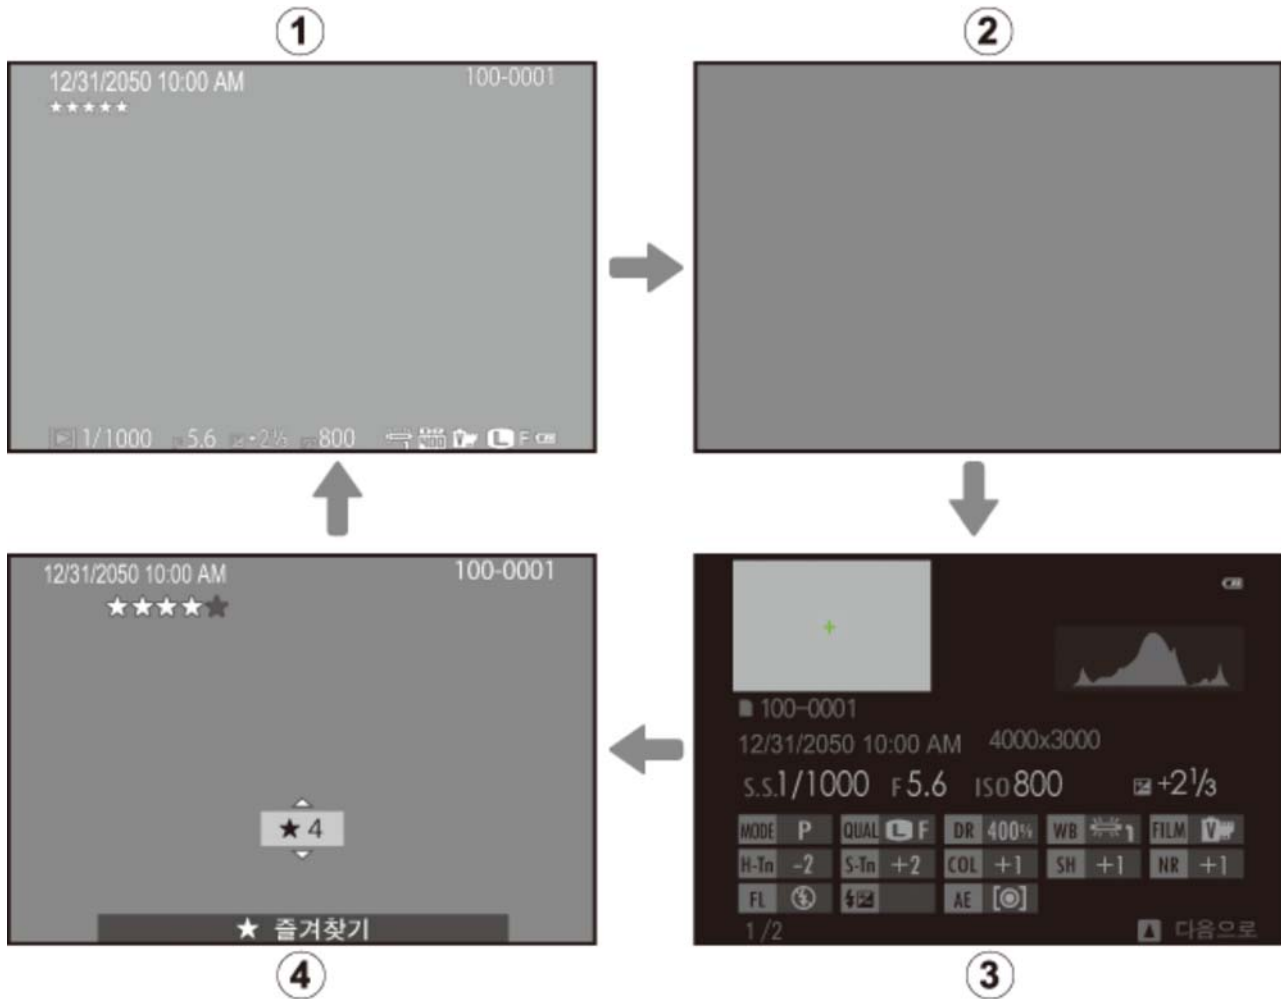 1
2
12/31/2050 10:00 AM 100-0001
★★★★★
1/1000 5.6 +2⅓ 800 L F
12/31/2050 10:00 AM 100-0001
★★★★★
★ 4
★ 즐겨찾기
100-0001
12/31/2050 10:00 AM 4000x3000
S.S.1/1000 F5.6 ISO800 +2⅓
MODE P QUAL L F DR 400% WB 1 FILM V
H-Tn -2 S-Tn +2 COL +1 SH +1 NR +1
FL AE
1/2 다음으로
4
3